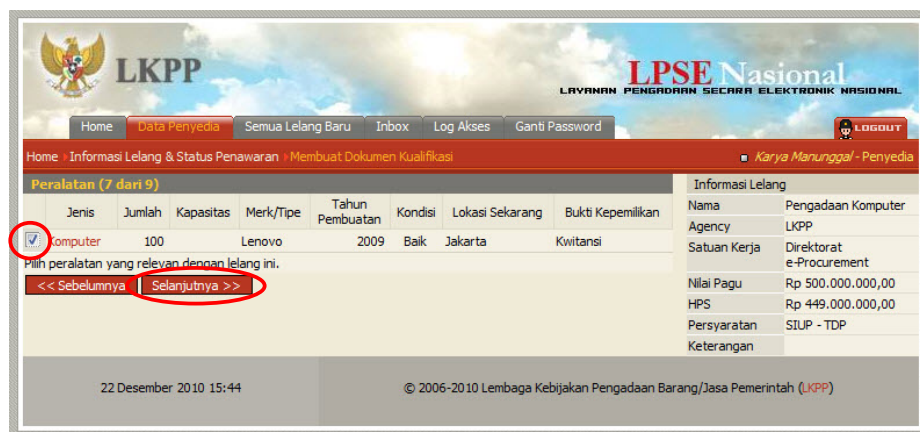 LKPP
LPSE Nasional
LAYANAN PENGADAAN SECARA ELEKTRONIK NASIONAL
Home Data Penyedia Semua Lelang Baru Inbox Log Akses Ganti Password LOGOUT
Home Informasi Lelang & Status Penawaran Membuat Dokumen Kualifikasi Karya Manunggal - Penyedia
Peralatan (7 dari 9)
Jenis Jumlah Kapasitas Merk/Tipe Tahun Pembuatan Kondisi Lokasi Sekarang Bukti Kepemilikan
Komputer 100 Lenovo 2009 Baik Jakarta Kwitansi
Pilih peralatan yang relevan dengan lelang ini.
<< Sebelumnya Selanjutnya >>
Informasi Lelang
Nama Pengadaan Komputer
Agency LKPP
Satuan Kerja Direktorat
e-Procurement
Nilai Pagu Rp 500.000.000,00
HPS Rp 449.000.000,00
Persyaratan SIUP - TDP
Keterangan
22 Desember 2010 15:44 © 2006-2010 Lembaga Kebijakan Pengadaan Barang/Jasa Pemerintah (LKPP)